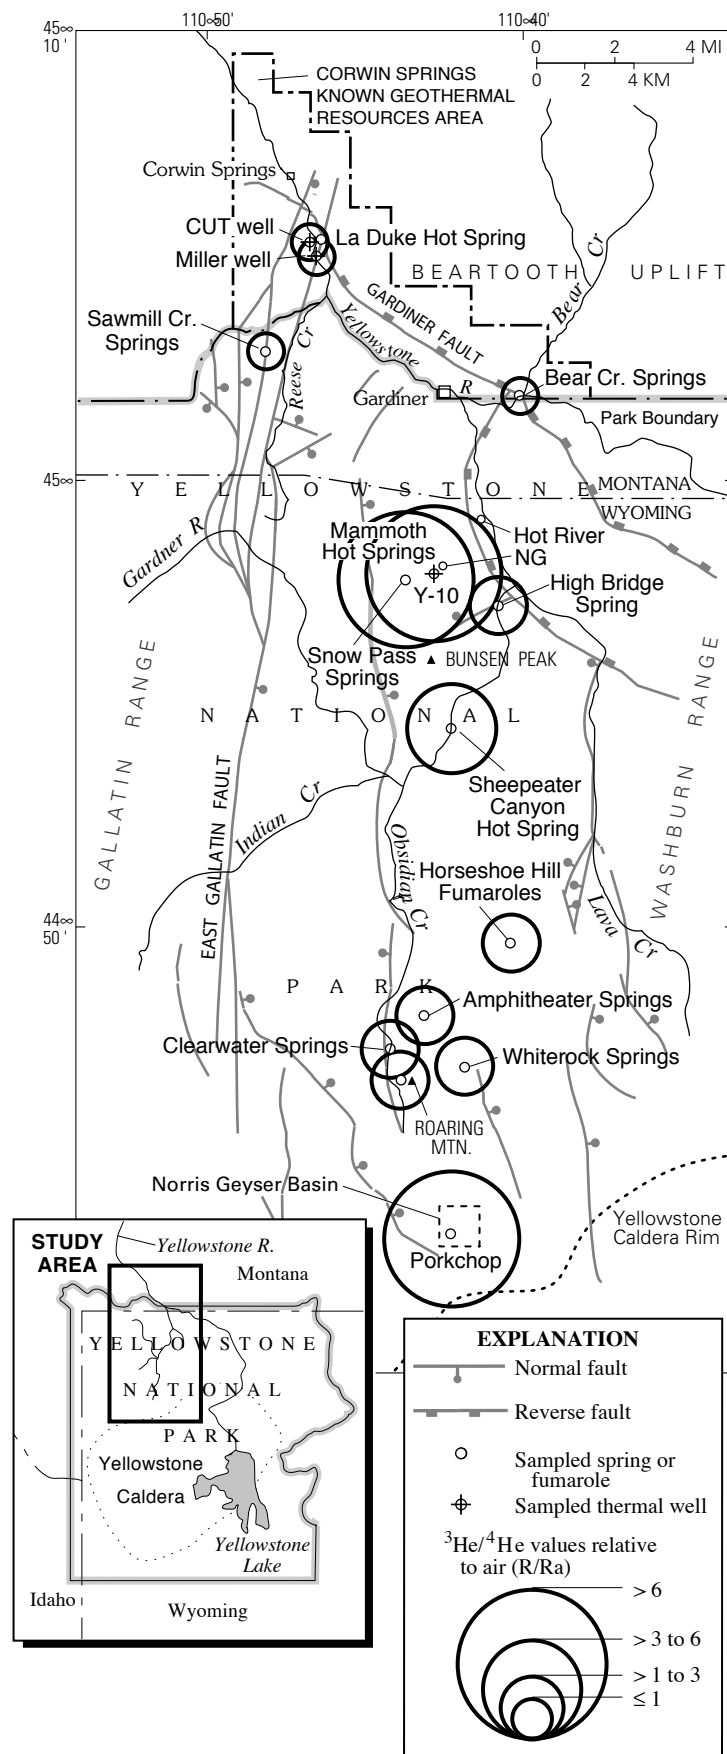 45∞
10 '
110∞50'
110∞40'
0 2 4 MI
0 2 4 KM
CORWIN SPRINGS
KNOWN GEOTHERMAL
RESOURCES AREA
Corwin Springs
CUT well
La Duke Hot Spring
Miller well
BEARTOOTH UPLIFT
Bear Cr
GARDINER FAULT
Yellowstone R
Sawmill Cr.
Springs
Reese Cr
Gardiner
Bear Cr. Springs
Park Boundary
45∞
YELLOWSTONE
MONTANA
WYOMING
Gardner R
Mammoth
Hot Springs
Hot River
NG
Y-10
High Bridge
Spring
Snow Pass
Springs
BUNSEN PEAK
GALLATIN RANGE
WASHBURN RANGE
NATIONAL
EAST GALLATIN FAULT
Indian Cr
Sheepeater
Canyon
Hot Spring
Obsidian Cr
Horseshoe Hill
Fumaroles
Lava Cr
44∞
50 '
PARK
Amphitheater Springs
Clearwater Springs
Whiterock Springs
ROARING
MTN.
Norris Geyser Basin
Porkchop
Yellowstone
Caldera Rim
STUDY
AREA
Yellowstone R.
Montana
YELLOWSTONE
NATIONAL
PARK
Yellowstone
Caldera
Yellowstone
Lake
Idaho
Wyoming
EXPLANATION
Normal fault
Reverse fault
Sampled spring or
fumarole
Sampled thermal well
³He/⁴He values relative
to air (R/Ra)
> 6
> 3 to 6
> 1 to 3
≤ 1